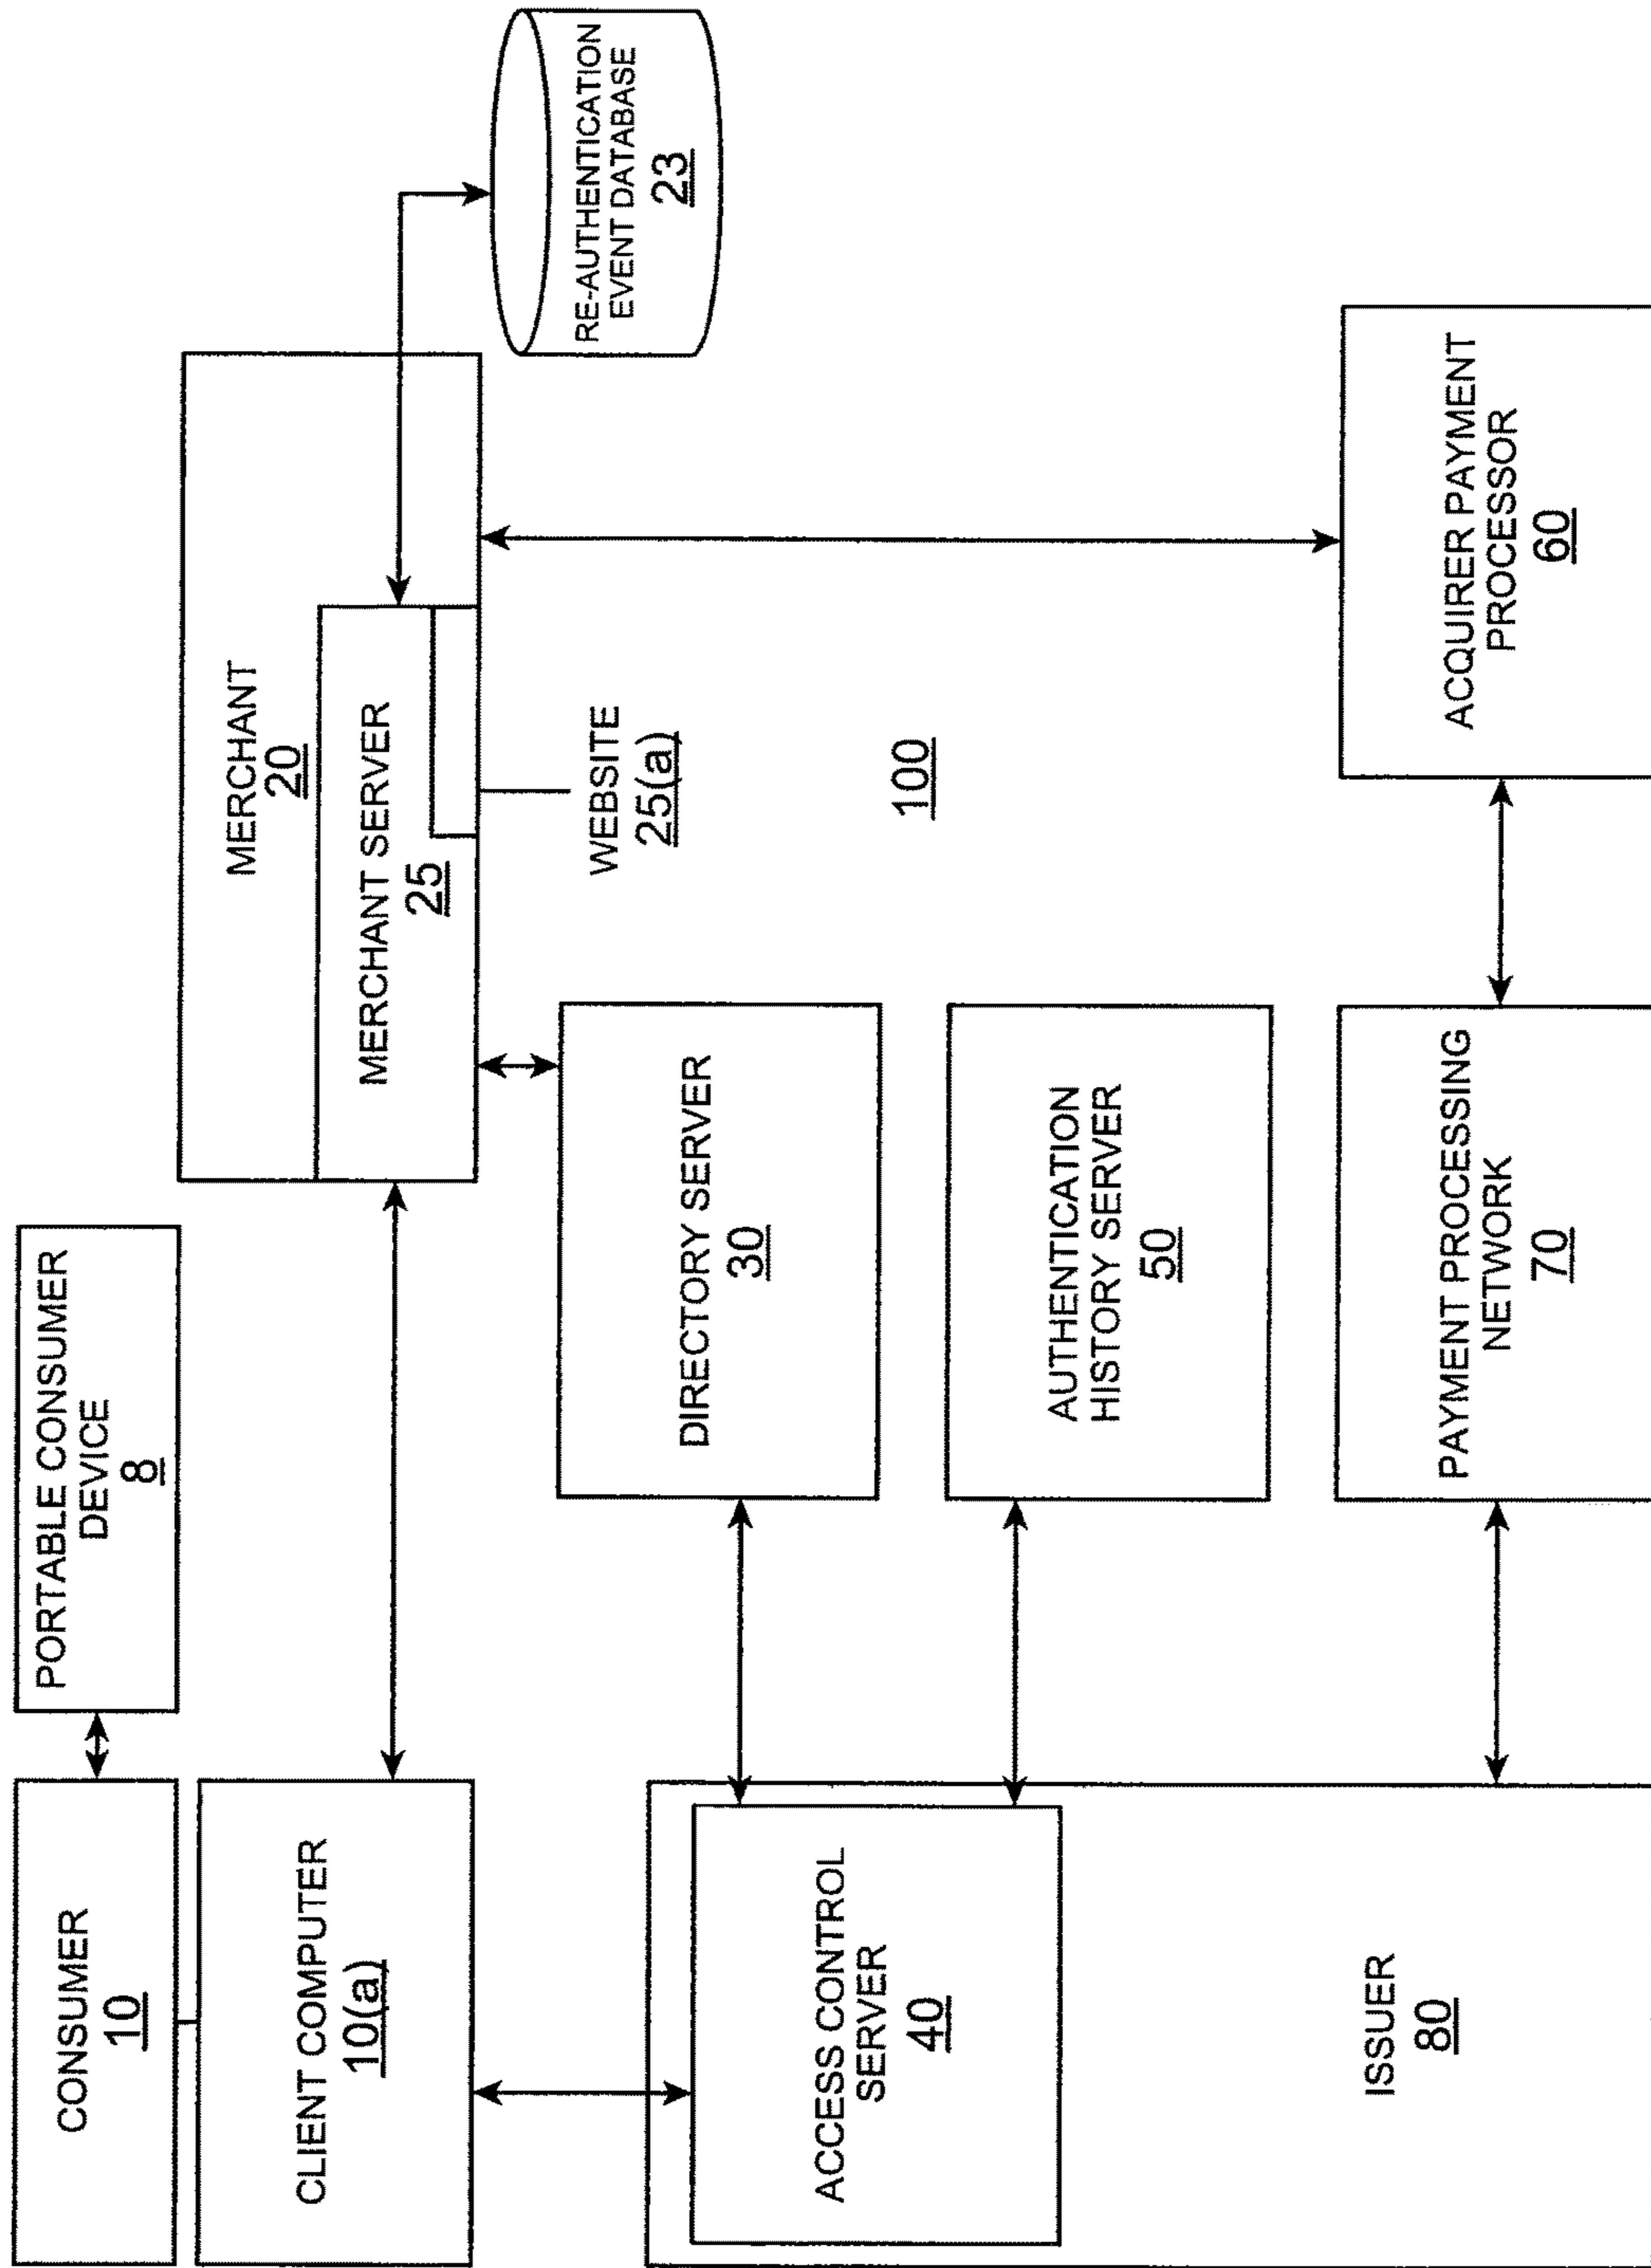 CONSUMER
10
PORTABLE CONSUMER
DEVICE
8
CLIENT COMPUTER
10(a)
MERCHANT
20
MERCHANT SERVER
25
WEBSITE
25(a)
RE-AUTHENTICATION
EVENT DATABASE
23
DIRECTORY SERVER
30
100
ACCESS CONTROL
SERVER
40
AUTHENTICATION
HISTORY SERVER
50
ISSUER
80
PAYMENT PROCESSING
NETWORK
70
ACQUIRER PAYMENT
PROCESSOR
60